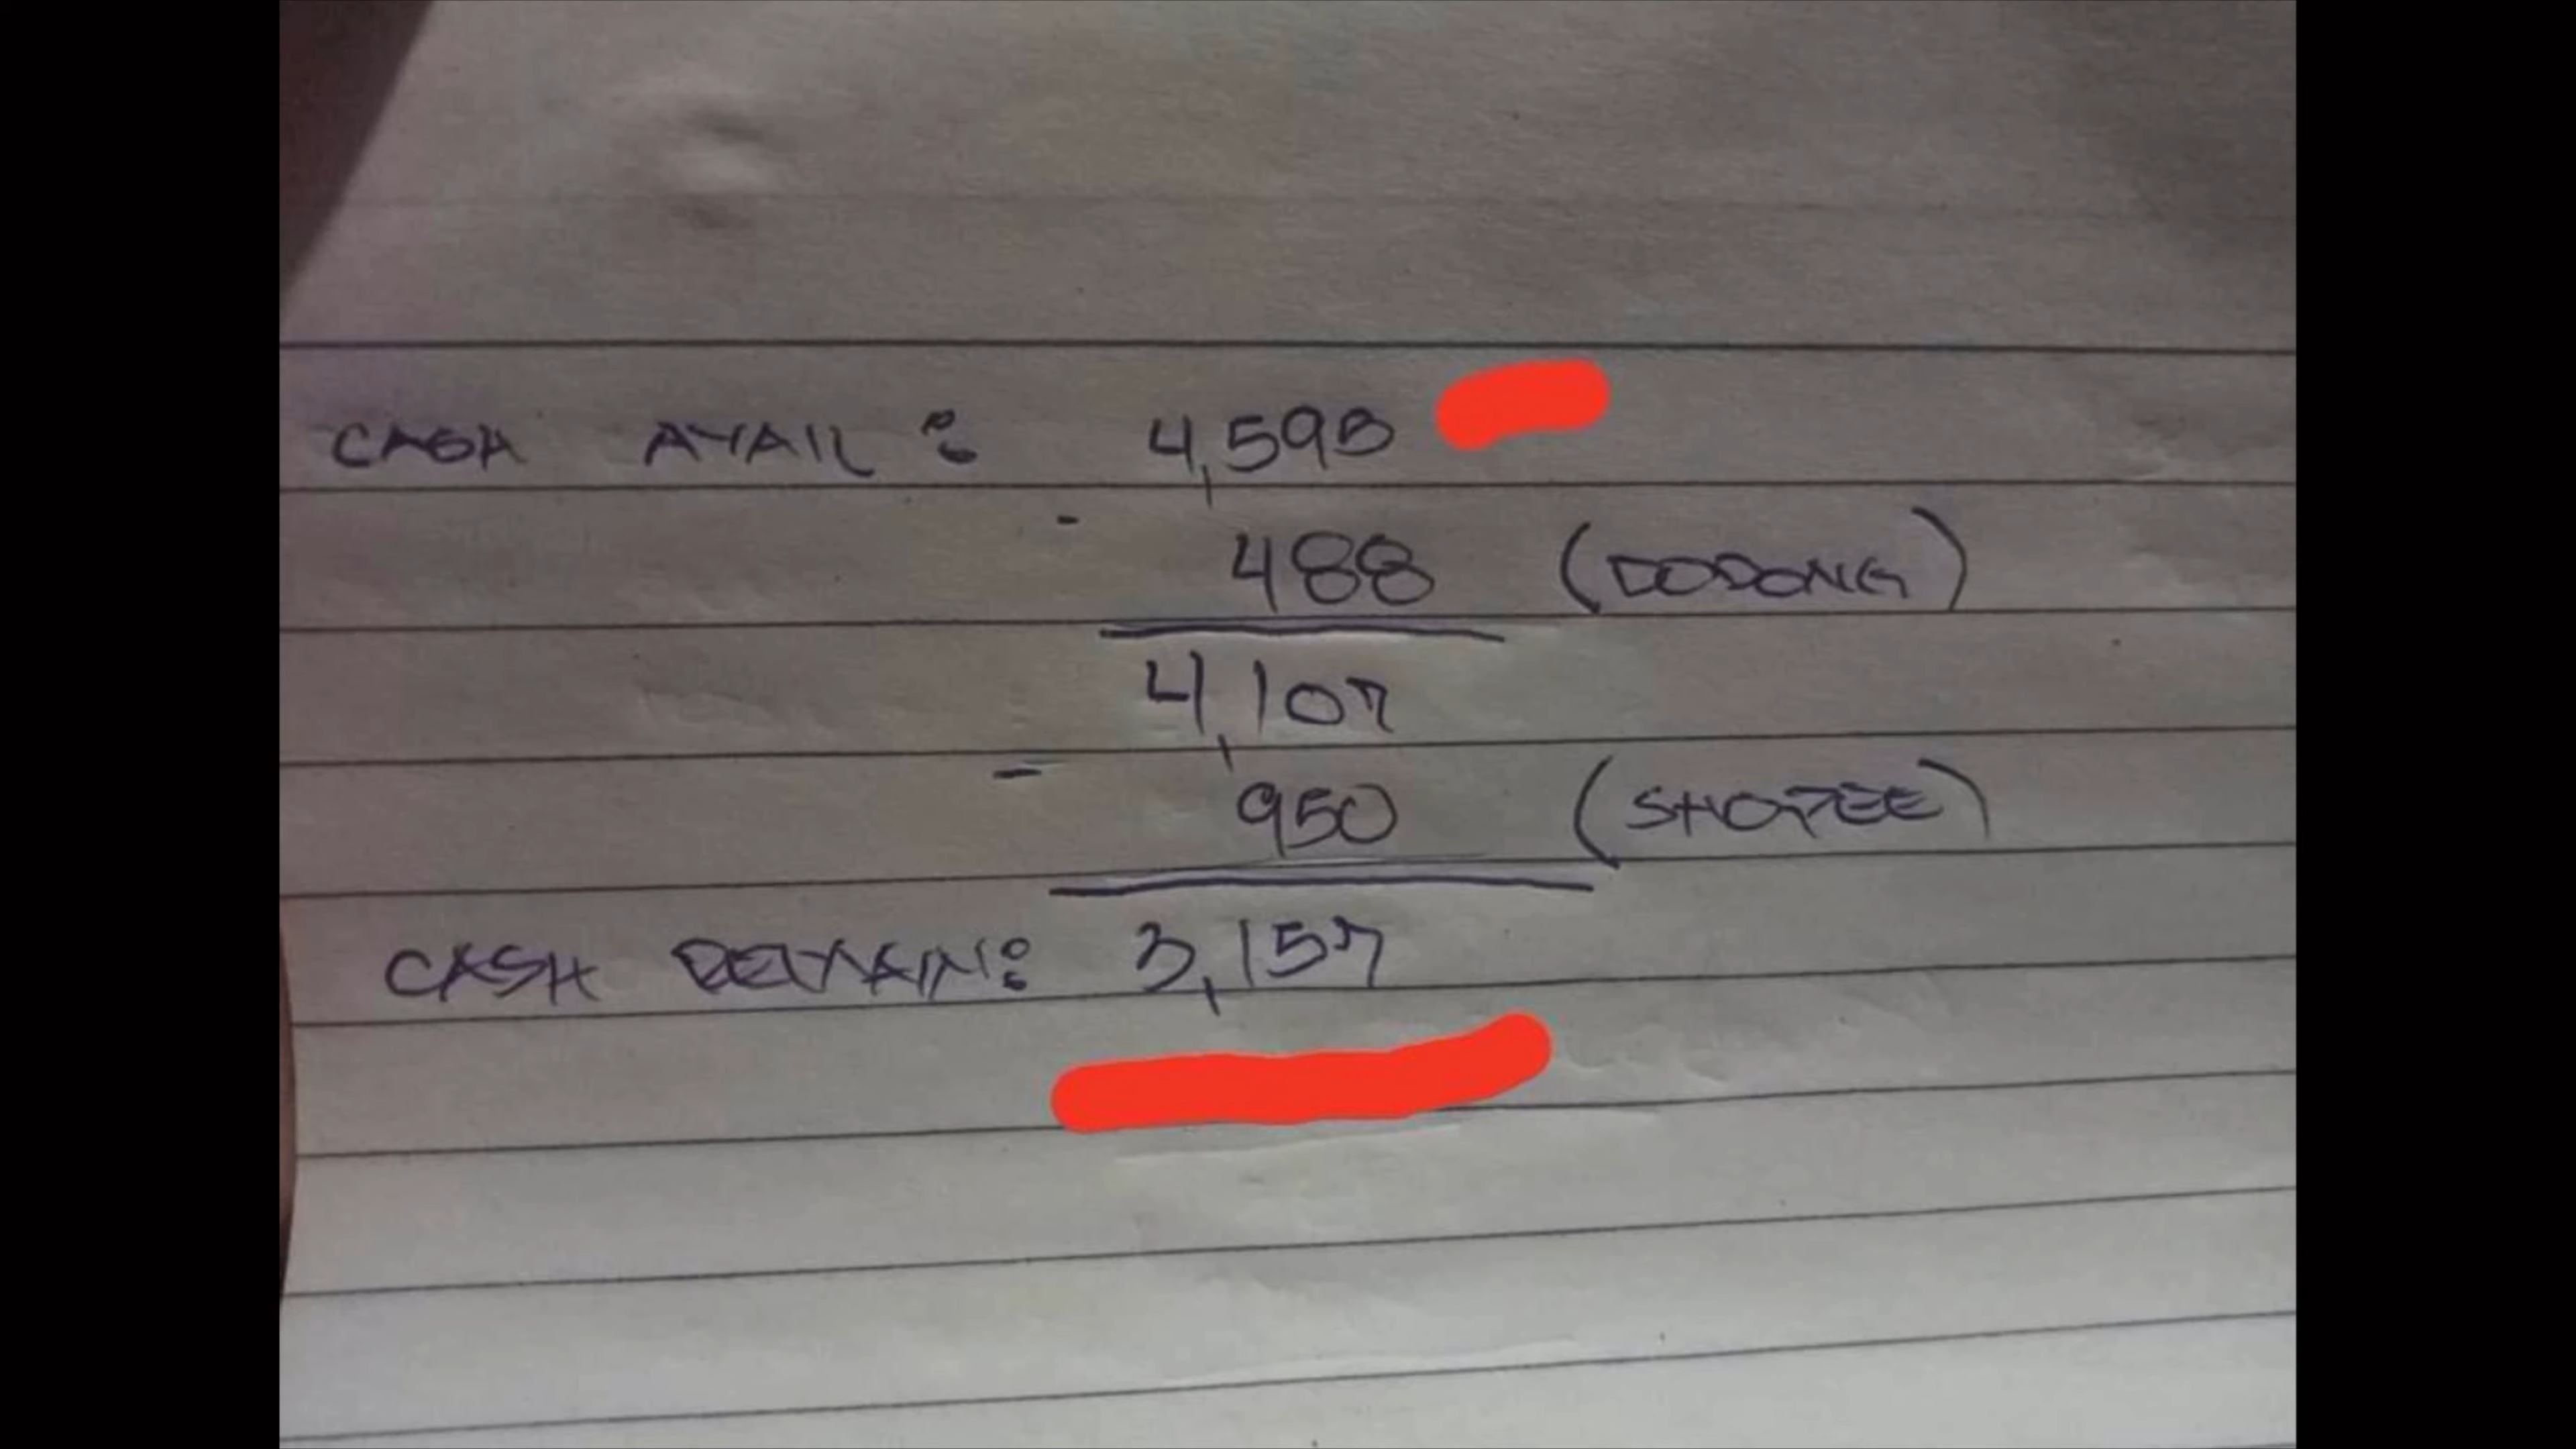 CASH AVAIL: 4,595
- 488 (DODONG)
4,107
- 950 (SHOPEE)
CASH REMAIN: 3,157